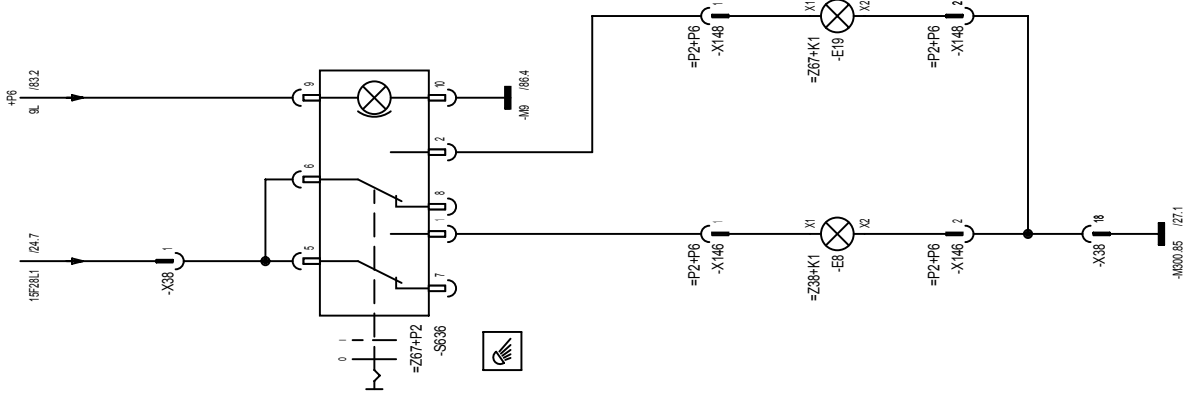 +P6
9L /83.2
15F28L1 /24.7
1
-X38
9
10
-M9 /86.4
2
6
8
1
5
7
0 1
=Z67+P2
-S636
=P2+P6
-X148
1
X1
X2
=Z67+K1
-E19
=P2+P6
-X148
2
=P2+P6
-X146
1
X1
X2
=Z38+K1
-E8
=P2+P6
-X146
2
18
-X38
-M300.85 /27.1